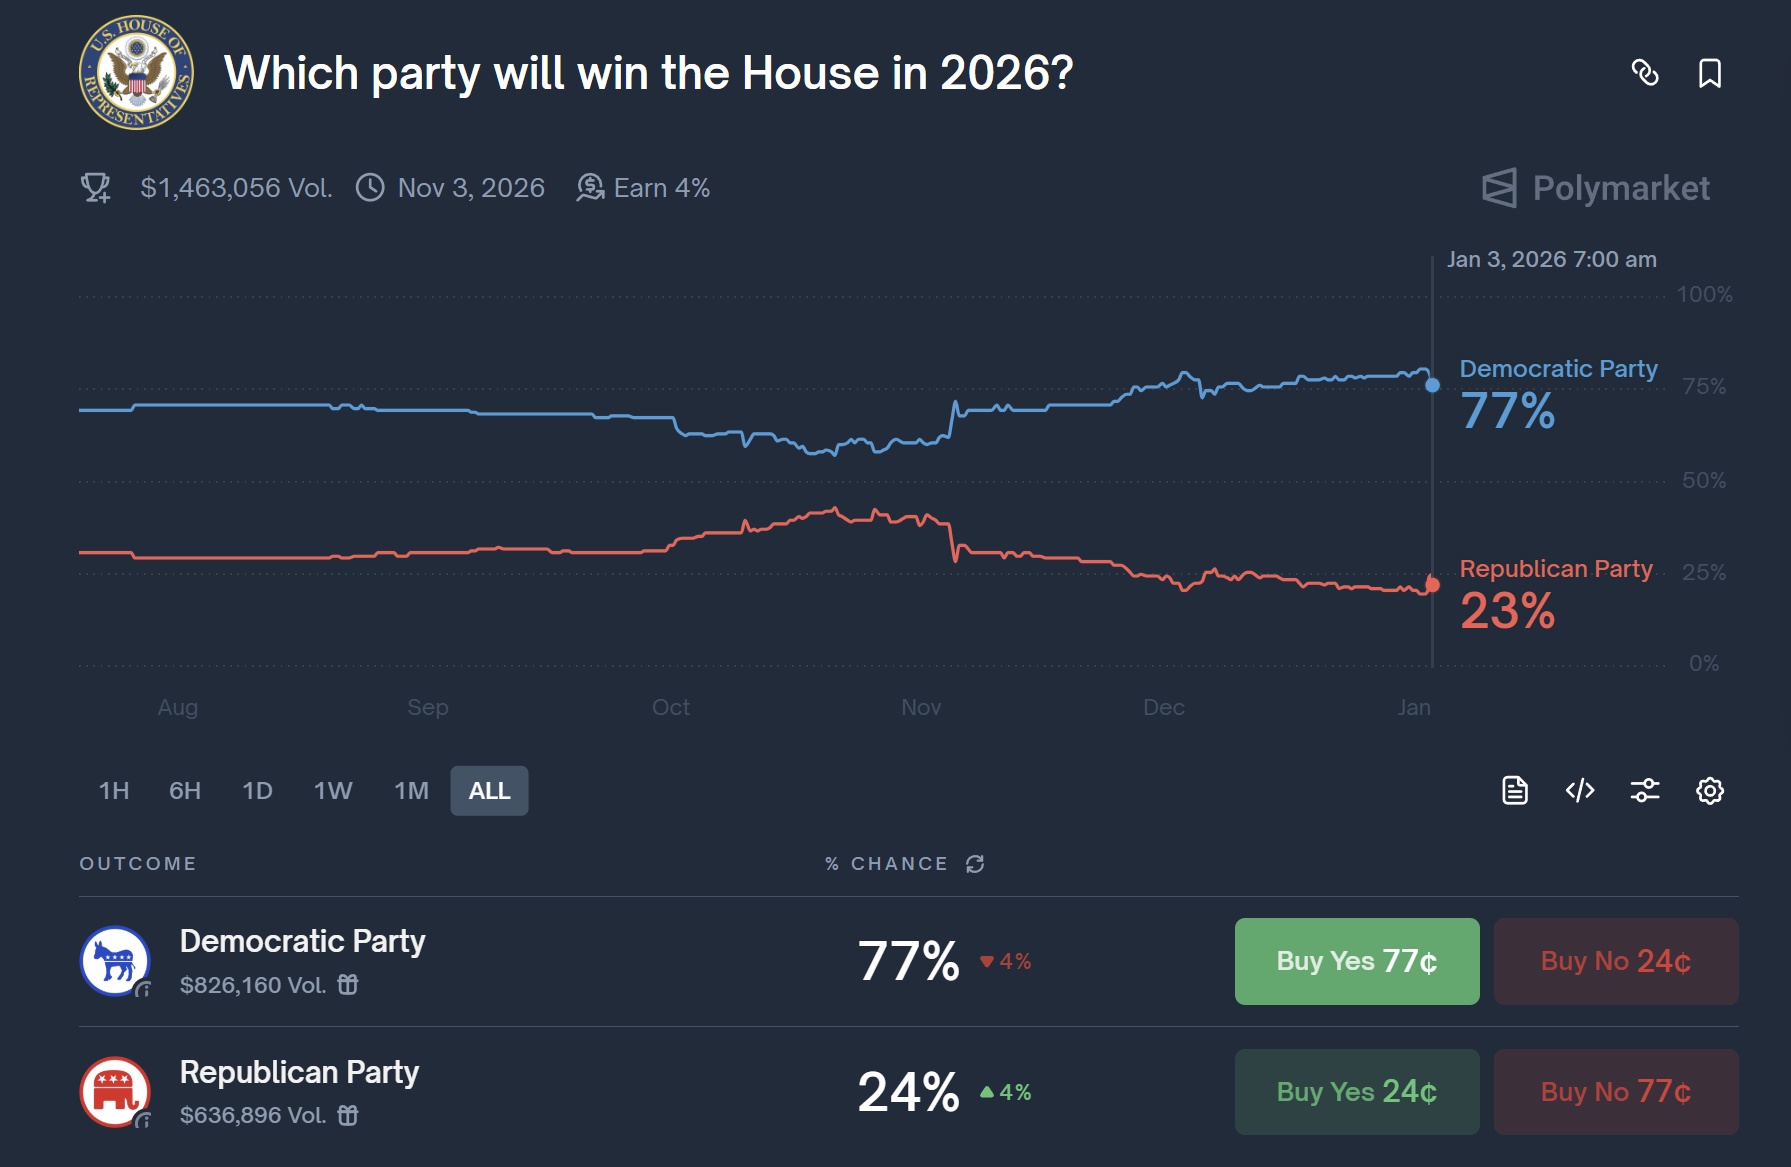 U.S. HOUSE OF
REPRESENTATIVES
Which party will win the House in 2026?
$1,463,056 Vol. Nov 3, 2026 Earn 4%
Polymarket
Jan 3, 2026 7:00 am
100%
Democratic Party
75%
77%
50%
Republican Party
25%
23%
0%
Aug Sep Oct Nov Dec Jan
1H 6H 1D 1W 1M ALL
OUTCOME % CHANCE
Democratic Party
$826,160 Vol.
77% 4%
Buy Yes 77¢ Buy No 24¢
Republican Party
$636,896 Vol.
24% 4%
Buy Yes 24¢ Buy No 77¢